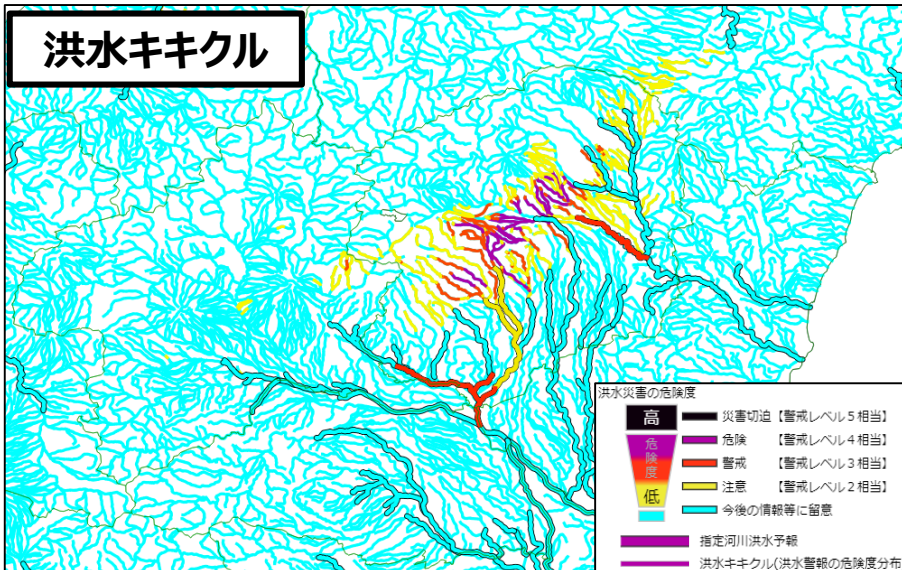 洪水キキクル
洪水災害の危険度
高
危険度
低
災害切迫【警戒レベル5相当】
危険 【警戒レベル4相当】
警戒 【警戒レベル3相当】
注意 【警戒レベル2相当】
今後の情報等に留意
指定河川洪水予報
洪水キキクル(洪水警報の危険度分布